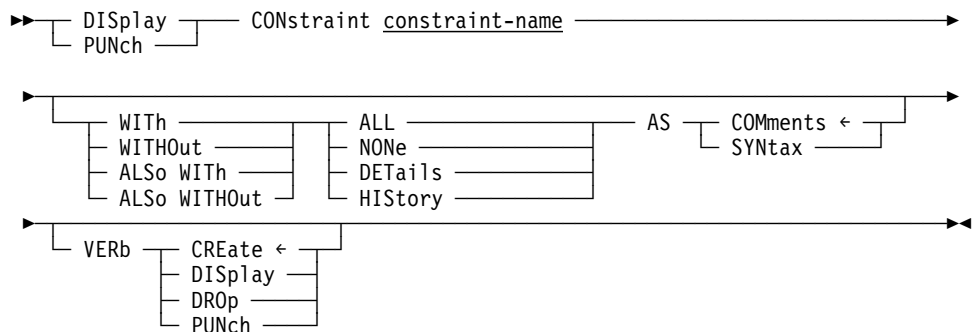 DISplay CONstraint constraint-name
PUNch
WITh ALL AS COMments ←
WITHOut NONe SYNtax
ALSo WITh DETails
ALSo WITHOut HIStory
VERb CREate ←
DISplay
DROp
PUNch